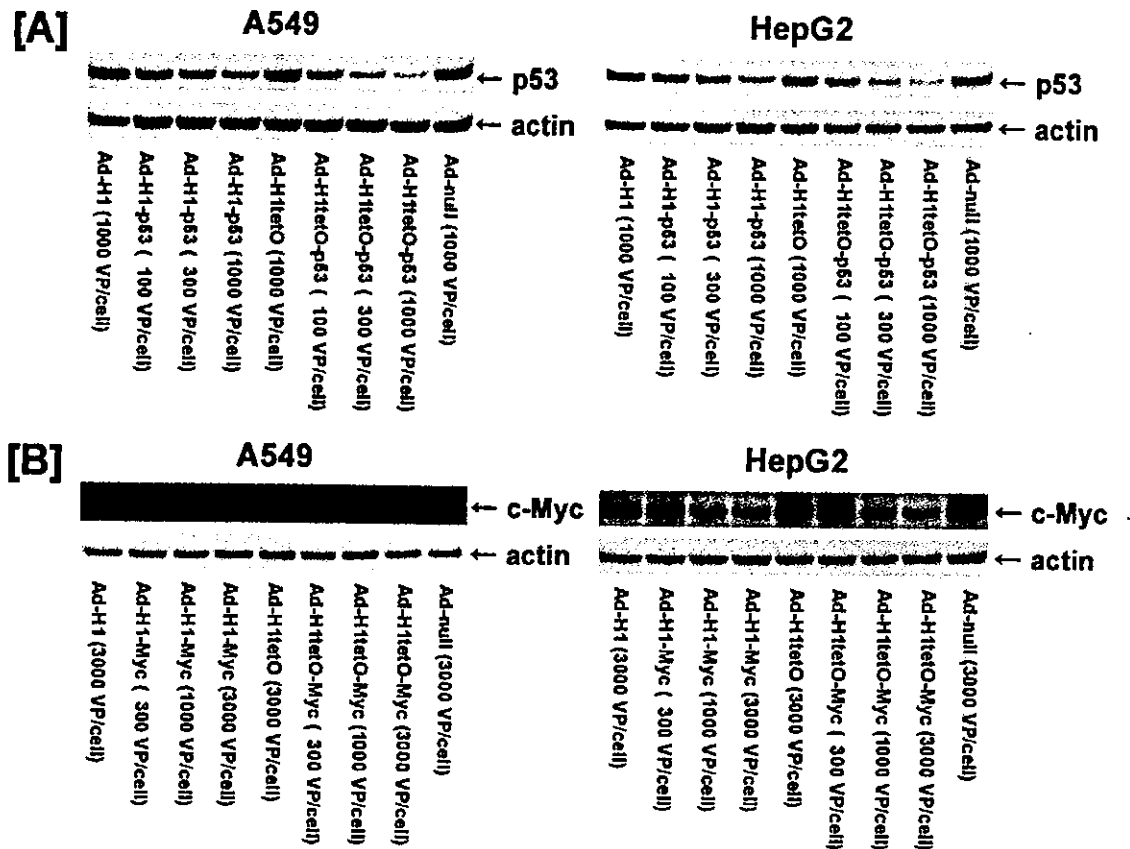 [A]
A549
HepG2
← p53
← actin
← p53
← actin
Ad-H1 (1000 VP/cell)
Ad-H1-p53 ( 100 VP/cell)
Ad-H1-p53 ( 300 VP/cell)
Ad-H1-p53 (1000 VP/cell)
Ad-H1tetO (1000 VP/cell)
Ad-H1tetO-p53 ( 100 VP/cell)
Ad-H1tetO-p53 ( 300 VP/cell)
Ad-H1tetO-p53 (1000 VP/cell)
Ad-null (1000 VP/cell)
Ad-H1 (1000 VP/cell)
Ad-H1-p53 ( 100 VP/cell)
Ad-H1-p53 ( 300 VP/cell)
Ad-H1-p53 (1000 VP/cell)
Ad-H1tetO (1000 VP/cell)
Ad-H1tetO-p53 ( 100 VP/cell)
Ad-H1tetO-p53 ( 300 VP/cell)
Ad-H1tetO-p53 (1000 VP/cell)
Ad-null (1000 VP/cell)
[B]
A549
HepG2
← c-Myc
← actin
← c-Myc
← actin
Ad-H1 (3000 VP/cell)
Ad-H1-Myc ( 300 VP/cell)
Ad-H1-Myc (1000 VP/cell)
Ad-H1-Myc (3000 VP/cell)
Ad-H1tetO (3000 VP/cell)
Ad-H1tetO-Myc ( 300 VP/cell)
Ad-H1tetO-Myc (1000 VP/cell)
Ad-H1tetO-Myc (3000 VP/cell)
Ad-null (3000 VP/cell)
Ad-H1 (3000 VP/cell)
Ad-H1-Myc ( 300 VP/cell)
Ad-H1-Myc (1000 VP/cell)
Ad-H1-Myc (3000 VP/cell)
Ad-H1tetO (3000 VP/cell)
Ad-H1tetO-Myc ( 300 VP/cell)
Ad-H1tetO-Myc (1000 VP/cell)
Ad-H1tetO-Myc (3000 VP/cell)
Ad-null (3000 VP/cell)